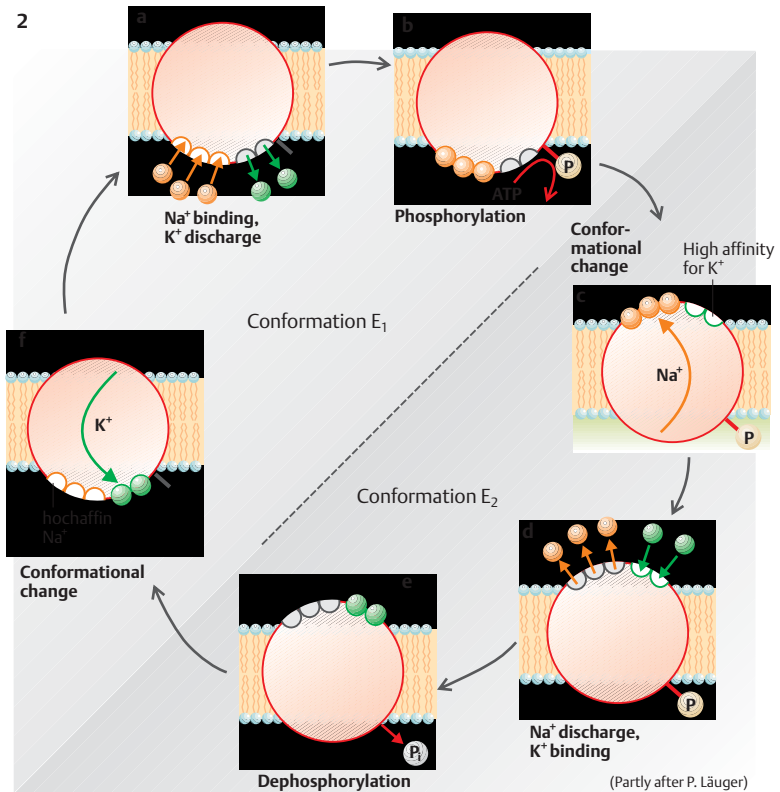 2
a
b
P
ATP
Na⁺ binding,
K⁺ discharge
Phosphorylation
Confor-
mational
change
High affinity
for K⁺
c
Na⁺
P
Conformation E₁
f
K⁺
hochaffin
Na⁺
Conformational
change
Conformation E₂
d
P
Na⁺ discharge,
K⁺ binding
e
Pᵢ
Dephosphorylation
(Partly after P. Läuger)